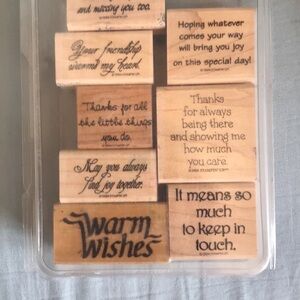 and missing you too.
Your friendship
warms my heart.
Thanks for all
the little things
you do.
May you always
find joy together.
Warm
Wishes
Hoping whatever
comes your way
will bring you joy
on this special day!
Thanks
for always
being there
and showing me
how much
you care.
It means so
much
to keep in
touch.